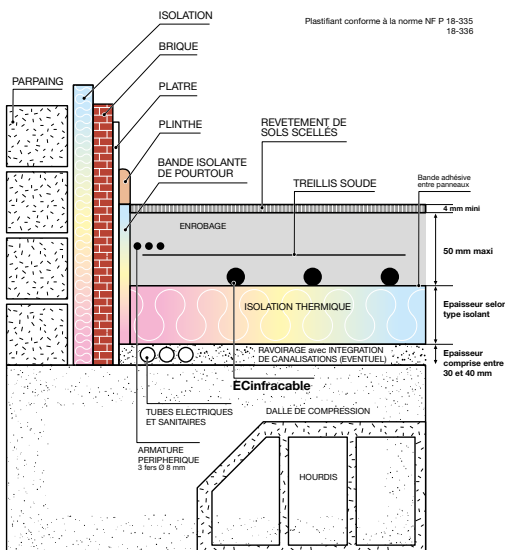 ISOLATION
Plastifiant conforme à la norme NF P 18-335
18-336
BRIQUE
PARPAING
PLATRE
PLINTHE
REVETEMENT DE
SOLS SCELLÉS
BANDE ISOLANTE
DE POURTOUR
TREILLIS SOUDE
Bande adhésive
entre panneaux
4 mm mini
ENROBAGE
50 mm maxi
ISOLATION THERMIQUE
Epaisseur selon
type isolant
RAVOIRAGE avec INTEGRATION
DE CANALISATIONS (EVENTUEL)
Epaisseur
comprise entre
30 et 40 mm
ECinfracable
TUBES ELECTRIQUES
ET SANITAIRES
DALLE DE COMPRESSION
ARMATURE
PERIPHERIQUE
3 fers Ø 8 mm
HOURDIS